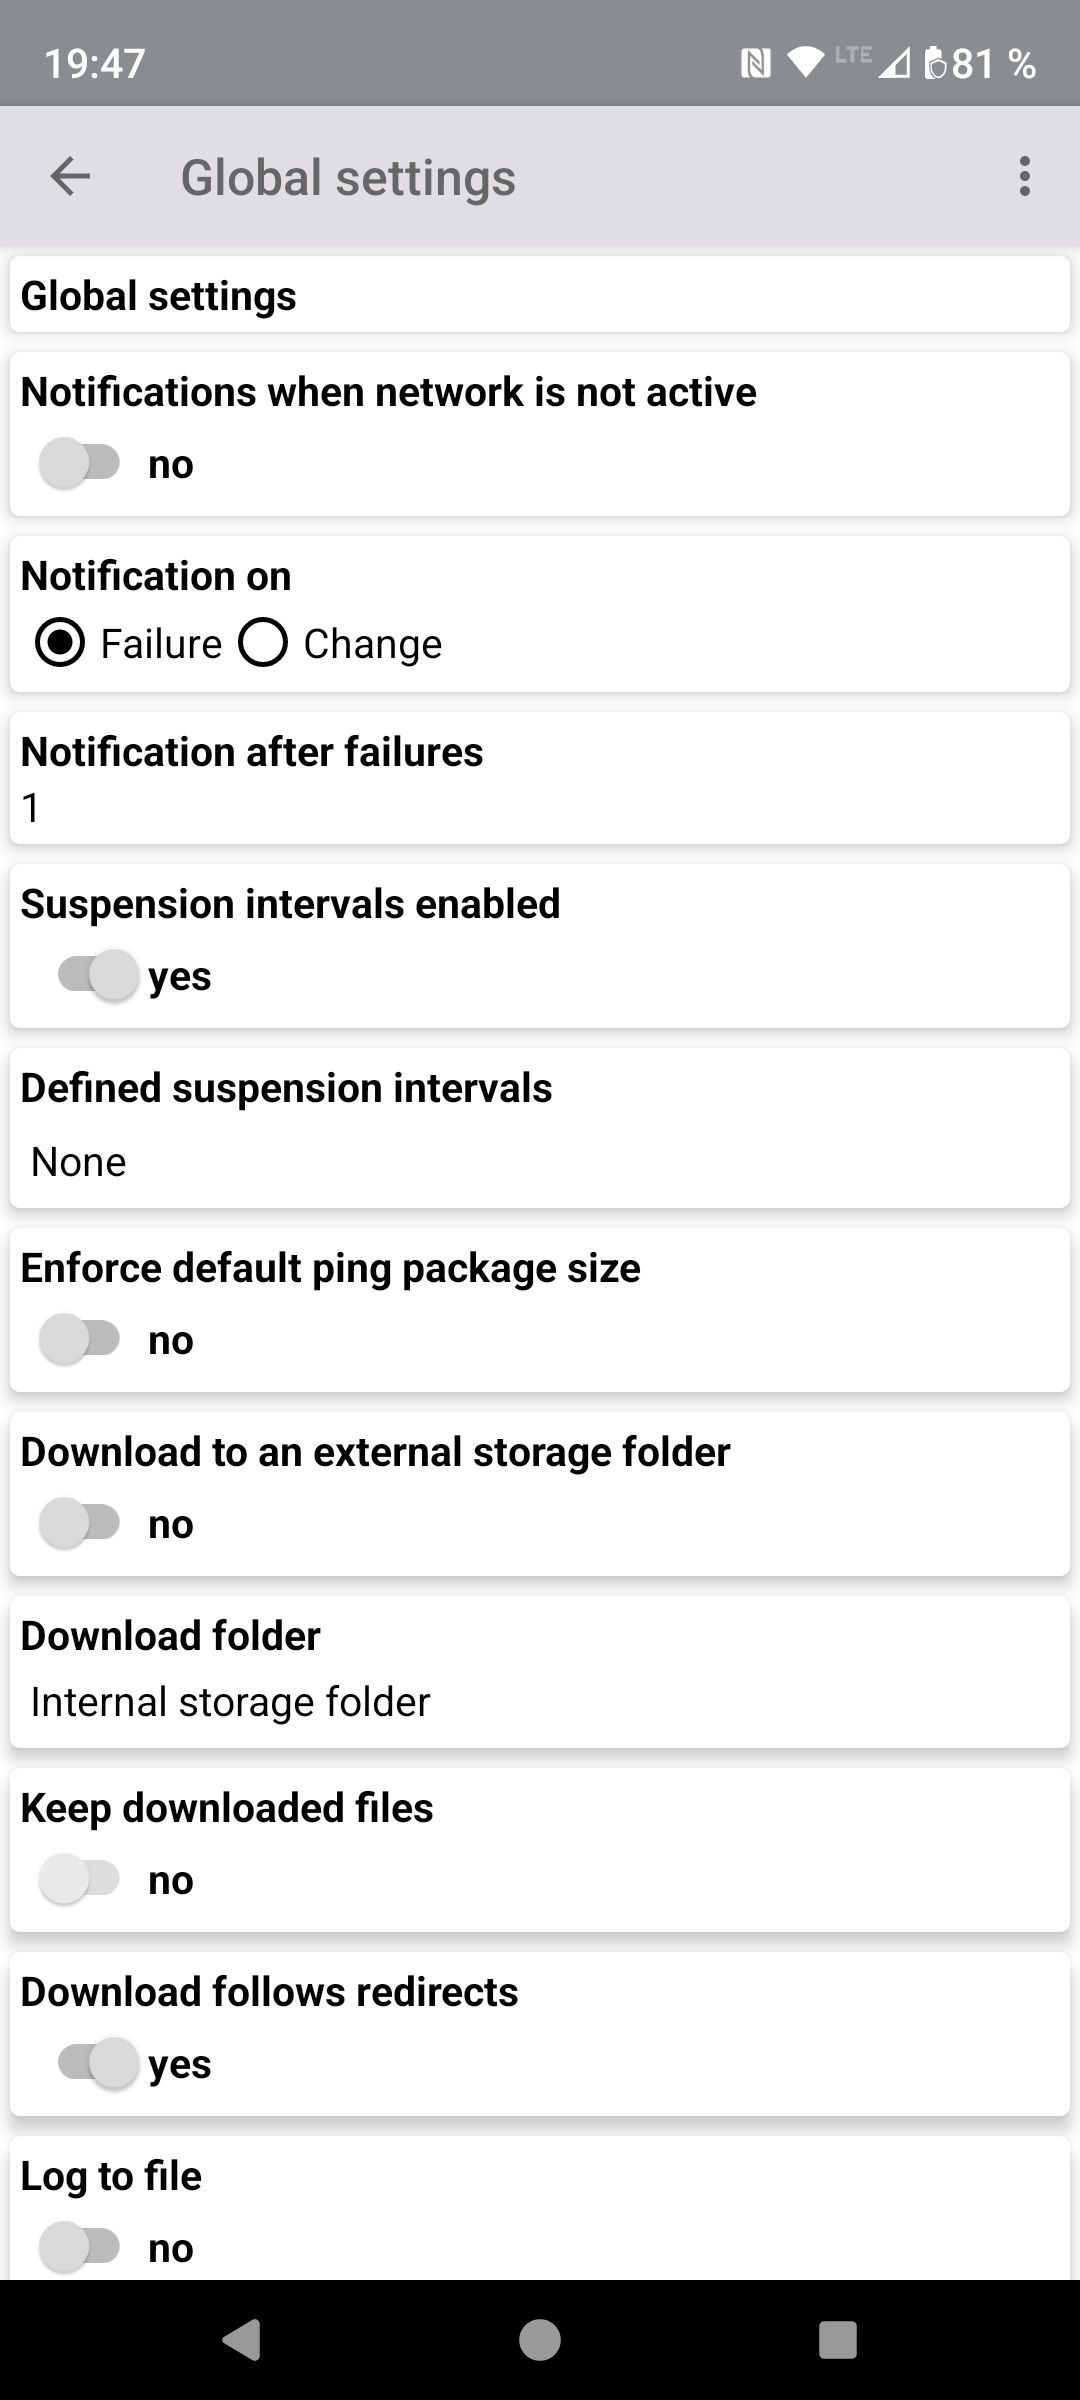 19:47
LTE
81 %
Global settings
Global settings
Notifications when network is not active
no
Notification on
Failure
Change
Notification after failures
1
Suspension intervals enabled
yes
Defined suspension intervals
None
Enforce default ping package size
no
Download to an external storage folder
no
Download folder
Internal storage folder
Keep downloaded files
no
Download follows redirects
yes
Log to file
no